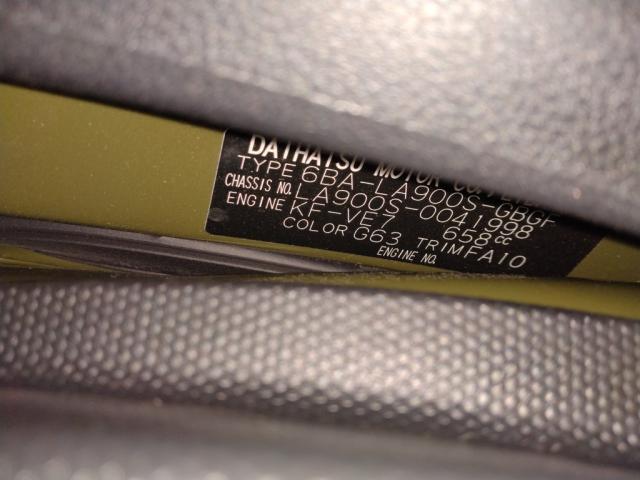 DAIHATSU MOTOR CO.,LTD.
TYPE 6BA-LA900S-GBGF
CHASSIS NO. LA900S-0041998
ENGINE KF-VE7 658cc
COLOR G63 TRIM FA10
ENGINE NO.